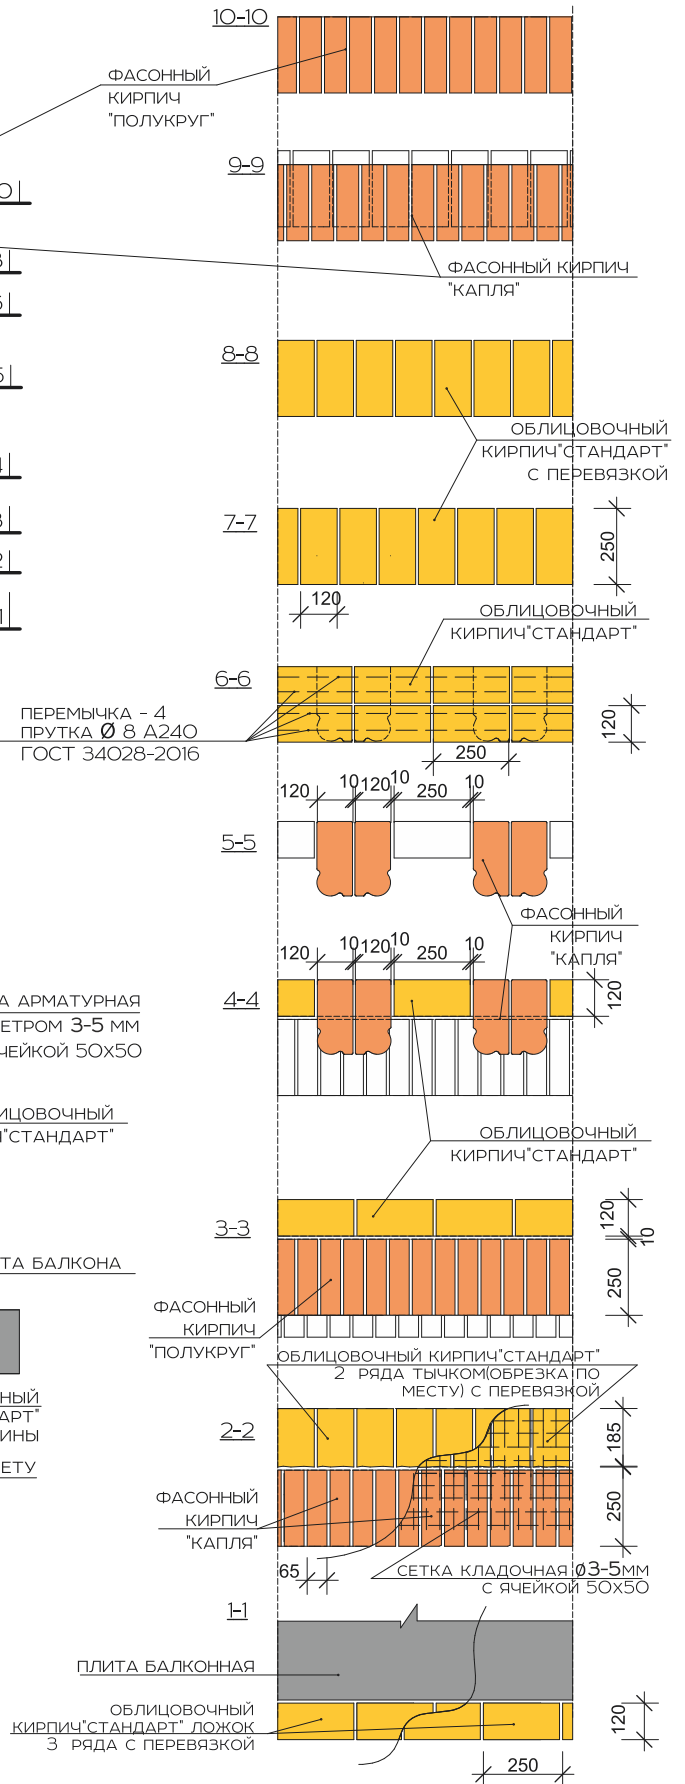 10-10
ФАСОННЫЙ
КИРПИЧ
"ПОЛУКРУГ"
9-9
ФАСОННЫЙ КИРПИЧ
"КАПЛЯ"
8-8
ОБЛИЦОВОЧНЫЙ
КИРПИЧ"СТАНДАРТ"
С ПЕРЕВЯЗКОЙ
7-7
250
120
ОБЛИЦОВОЧНЫЙ
КИРПИЧ"СТАНДАРТ"
6-6
ПЕРЕМЫЧКА - 4
ПРУТКА Ø 8 А240
ГОСТ 34028-2016
120
250
120 10 120 10 250 10
5-5
ФАСОННЫЙ
КИРПИЧ
"КАПЛЯ"
120 10 120 10 250 10
4-4
120
А АРМАТУРНАЯ
ЕТРОМ 3-5 ММ
ЧЕЙКОЙ 50Х50
ИЦОВОЧНЫЙ
"СТАНДАРТ"
ОБЛИЦОВОЧНЫЙ
КИРПИЧ"СТАНДАРТ"
3-3
120
10
250
ТА БАЛКОНА
ФАСОННЫЙ
КИРПИЧ
"ПОЛУКРУГ"
ОБЛИЦОВОЧНЫЙ КИРПИЧ"СТАНДАРТ"
2 РЯДА ТЫЧКОМ(ОБРЕЗКА ПО
МЕСТУ) С ПЕРЕВЯЗКОЙ
НЫЙ
АРТ"
ИНЫ
ЕТУ
2-2
185
250
ФАСОННЫЙ
КИРПИЧ
"КАПЛЯ"
65
СЕТКА КЛАДОЧНАЯ Ø3-5ММ
С ЯЧЕЙКОЙ 50Х50
1-1
ПЛИТА БАЛКОННАЯ
ОБЛИЦОВОЧНЫЙ
КИРПИЧ"СТАНДАРТ" ЛОЖОК
3 РЯДА С ПЕРЕВЯЗКОЙ
120
250